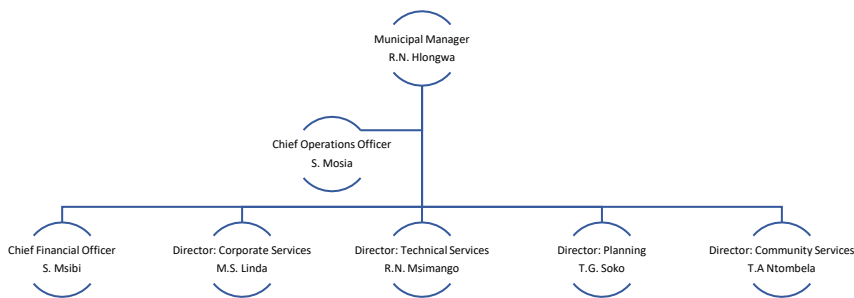 Municipal Manager
R.N. Hlongwa
Chief Operations Officer
S. Mosia
Chief Financial Officer
S. Msibi
Director: Corporate Services
M.S. Linda
Director: Technical Services
R.N. Msimango
Director: Planning
T.G. Soko
Director: Community Services
T.A Ntombela